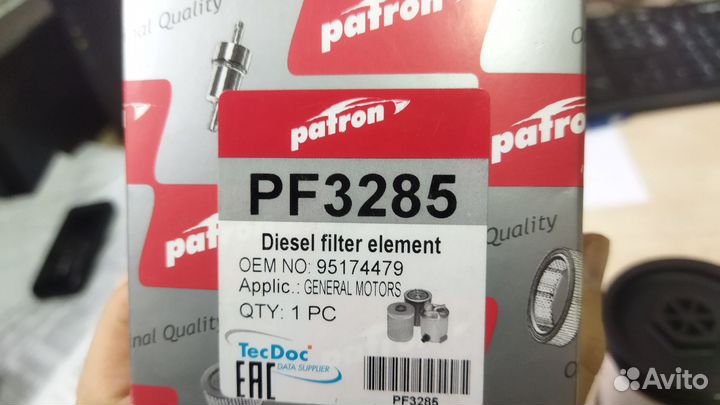 nal Quality
patron
patron
patron
PF3285
Diesel filter element
OEM NO: 95174479
Applic.: GENERAL MOTORS
QTY: 1 PC
TecDoc
DATA SUPPLIER
EAC
PF3285
patron
Quality
patron
nal Quality
Avito